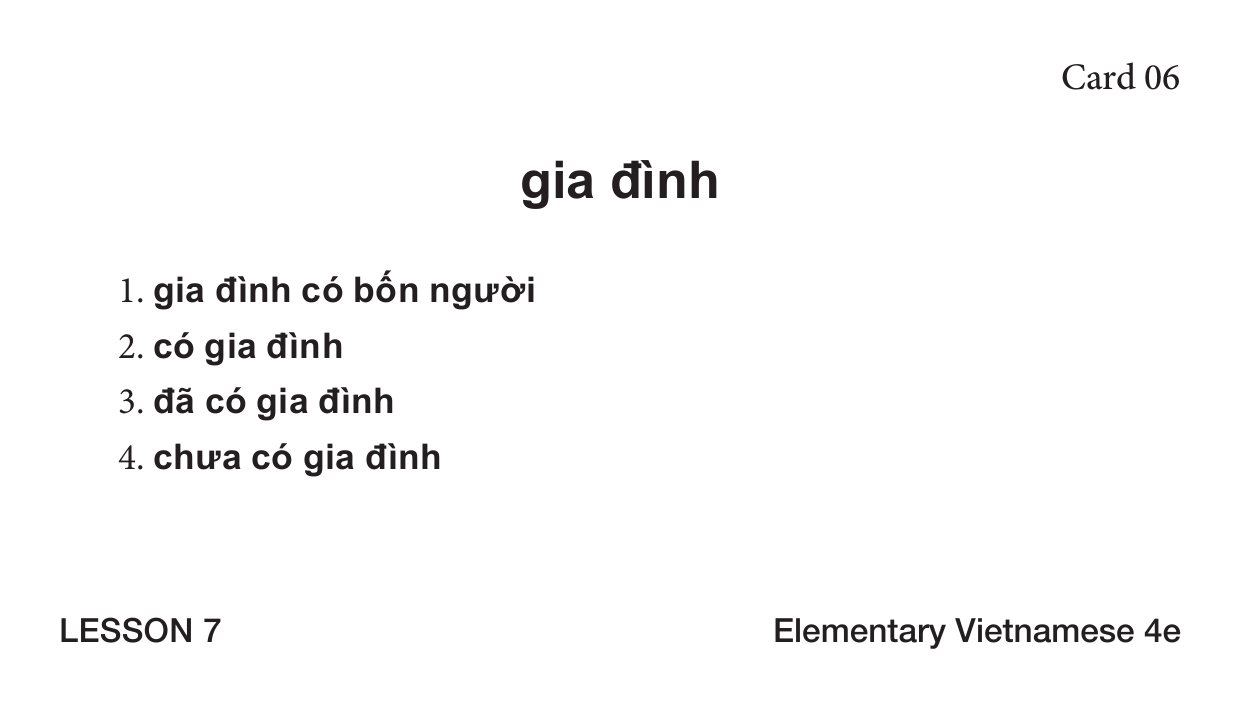 Card 06
gia đình
1. gia đình có bốn người
2. có gia đình
3. đã có gia đình
4. chưa có gia đình
LESSON 7
Elementary Vietnamese 4e